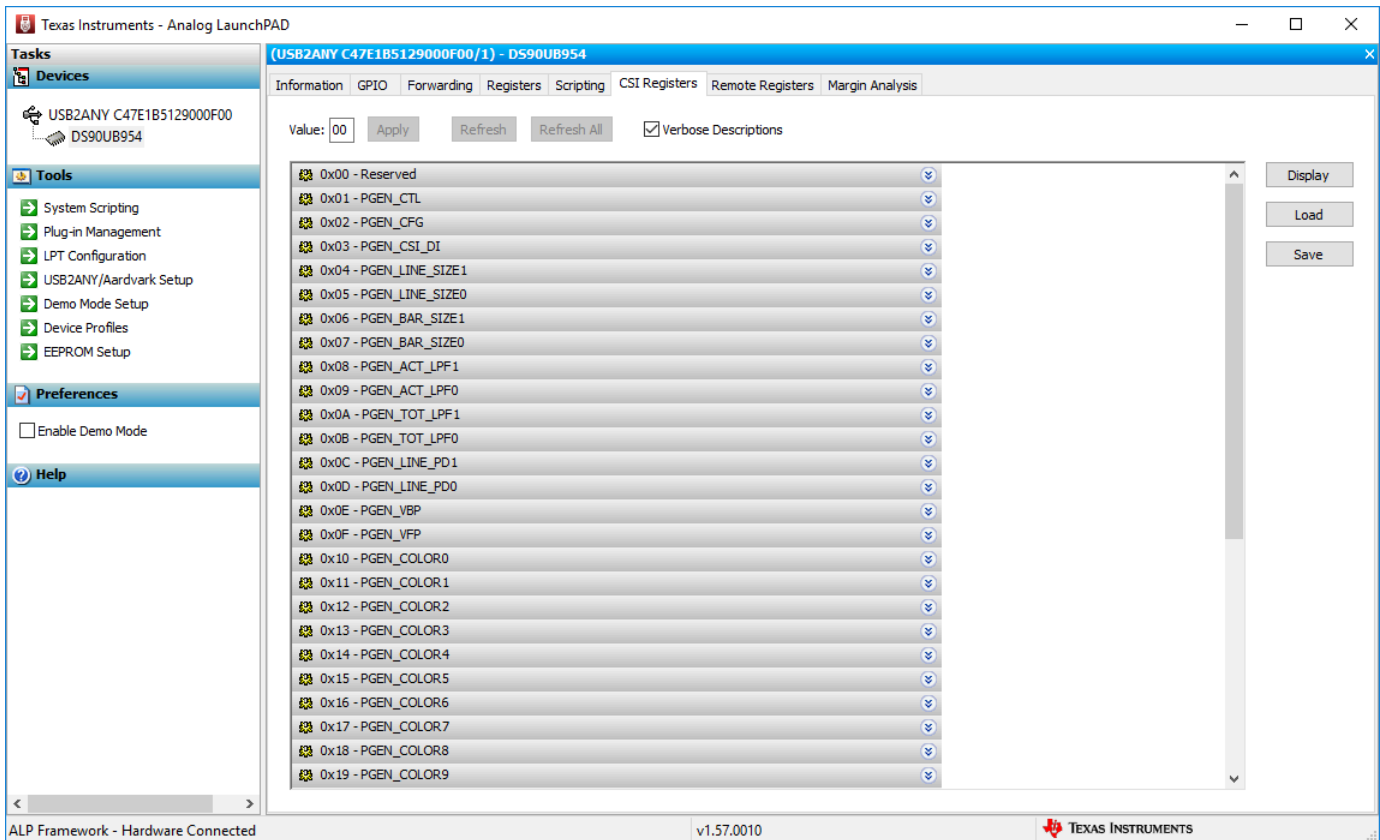 Texas Instruments - Analog LaunchPAD
Tasks
Devices
USB2ANY C47E1B5129000F00
DS90UB954
Tools
System Scripting
Plug-in Management
LPT Configuration
USB2ANY/Aardvark Setup
Demo Mode Setup
Device Profiles
EEPROM Setup
Preferences
Enable Demo Mode
Help
(USB2ANY C47E1B5129000F00/1) - DS90UB954
Information GPIO Forwarding Registers Scripting CSI Registers Remote Registers Margin Analysis
Value: 00 Apply Refresh Refresh All Verbose Descriptions
0x00 - Reserved
0x01 - PGEN_CTL
0x02 - PGEN_CFG
0x03 - PGEN_CSI_DI
0x04 - PGEN_LINE_SIZE1
0x05 - PGEN_LINE_SIZE0
0x06 - PGEN_BAR_SIZE1
0x07 - PGEN_BAR_SIZE0
0x08 - PGEN_ACT_LPF1
0x09 - PGEN_ACT_LPF0
0x0A - PGEN_TOT_LPF1
0x0B - PGEN_TOT_LPF0
0x0C - PGEN_LINE_PD1
0x0D - PGEN_LINE_PD0
0x0E - PGEN_VBP
0x0F - PGEN_VFP
0x10 - PGEN_COLOR0
0x11 - PGEN_COLOR1
0x12 - PGEN_COLOR2
0x13 - PGEN_COLOR3
0x14 - PGEN_COLOR4
0x15 - PGEN_COLOR5
0x16 - PGEN_COLOR6
0x17 - PGEN_COLOR7
0x18 - PGEN_COLOR8
0x19 - PGEN_COLOR9
Display
Load
Save
ALP Framework - Hardware Connected v1.57.0010 TEXAS INSTRUMENTS